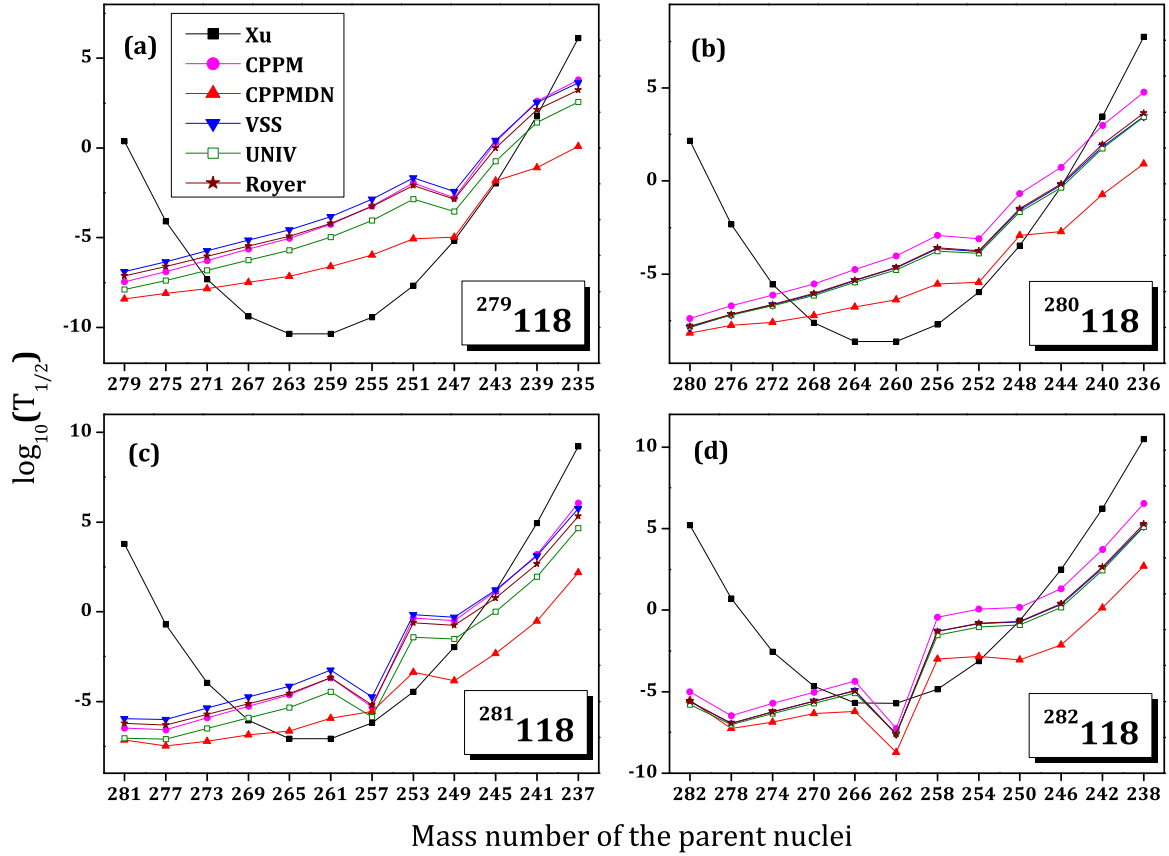 (a)
Xu
CPPM
CPPMDN
VSS
UNIV
Royer
5
0
-5
-10
279 275 271 267 263 259 255 251 247 243 239 235
²⁷⁹118
(b)
5
0
-5
280 276 272 268 264 260 256 252 248 244 240 236
²⁸⁰118
(c)
10
5
0
-5
281 277 273 269 265 261 257 253 249 245 241 237
²⁸¹118
(d)
10
5
0
-5
-10
282 278 274 270 266 262 258 254 250 246 242 238
²⁸²118
log₁₀(T₁/₂)
Mass number of the parent nuclei